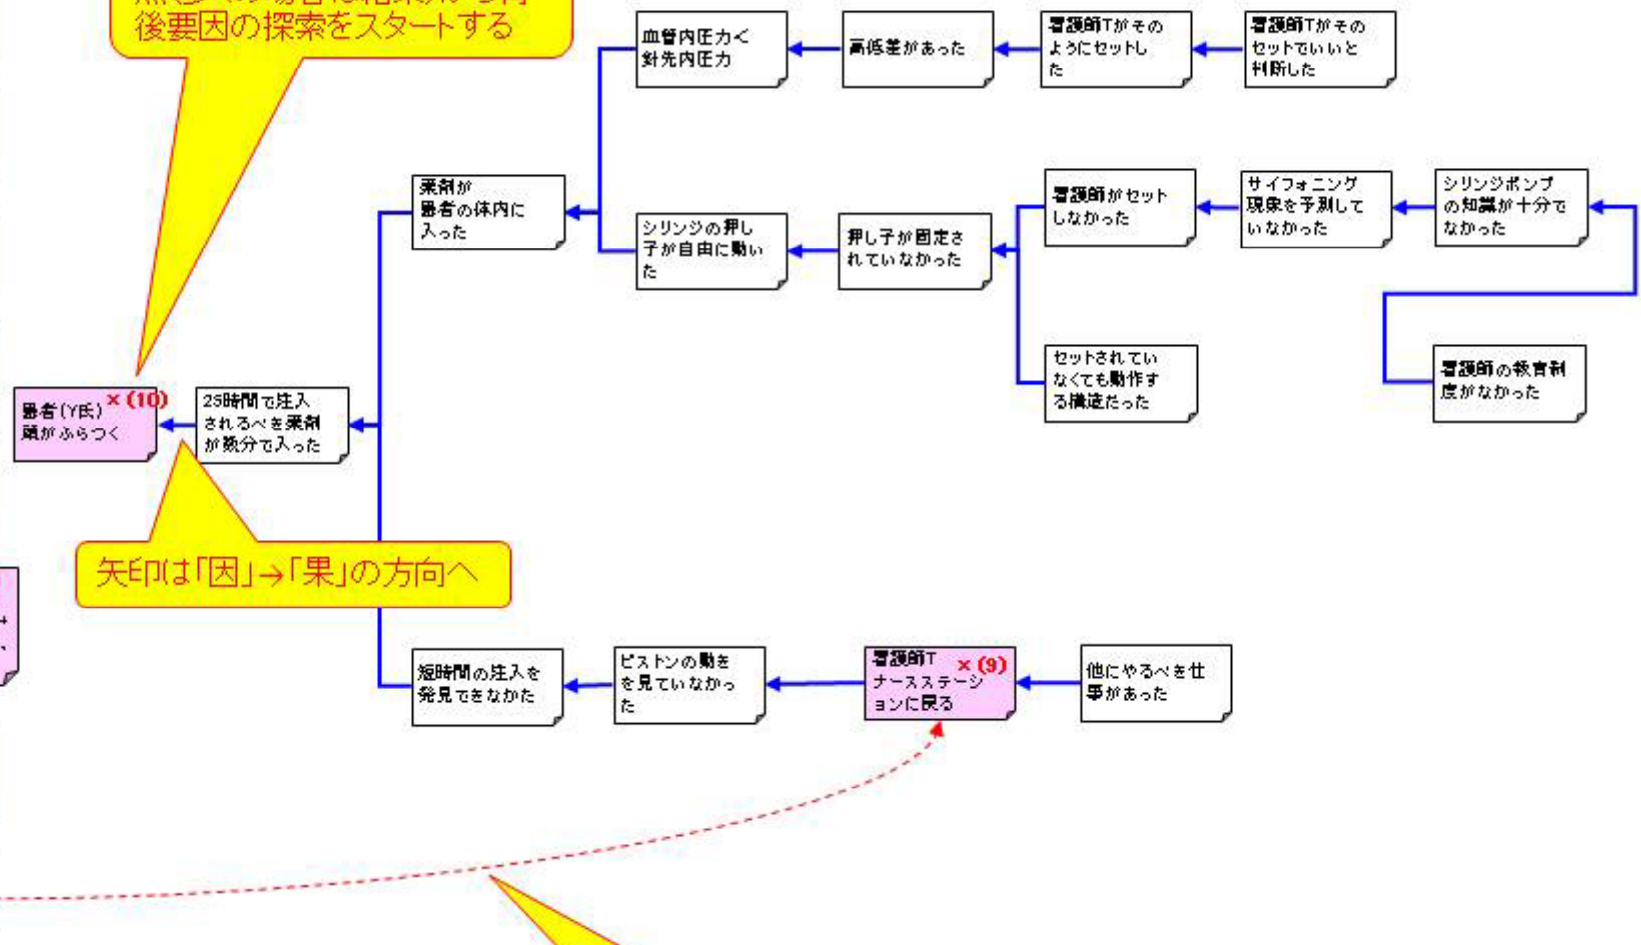 後要因の探索をスタートする
血管内圧力<
針先内圧力
高低差があった
看護師Tがその
ようにセットし
た
看護師Tがその
セットでいいと
判断した
薬剤が
患者の体内に
入った
シリンジの押し
子が自由に動い
た
押し子が固定さ
れていなかった
看護師がセット
しなかった
サイフォニング
現象を予測して
いなかった
シリンジポンプ
の知識が十分で
なかった
セットされてい
なくても動作す
る構造だった
看護師の教育制
度がなかった
患者(Y氏) ×(10)
頭がふらつく
25時間で注入
されるべき薬剤
が数分で入った
矢印は「因」→「果」の方向へ
短時間の注入を
発見できなかた
ピストンの動き
を見ていなかっ
た
看護師T ×(9)
ナースステーシ
ョンに戻る
他にやるべき仕
事があった